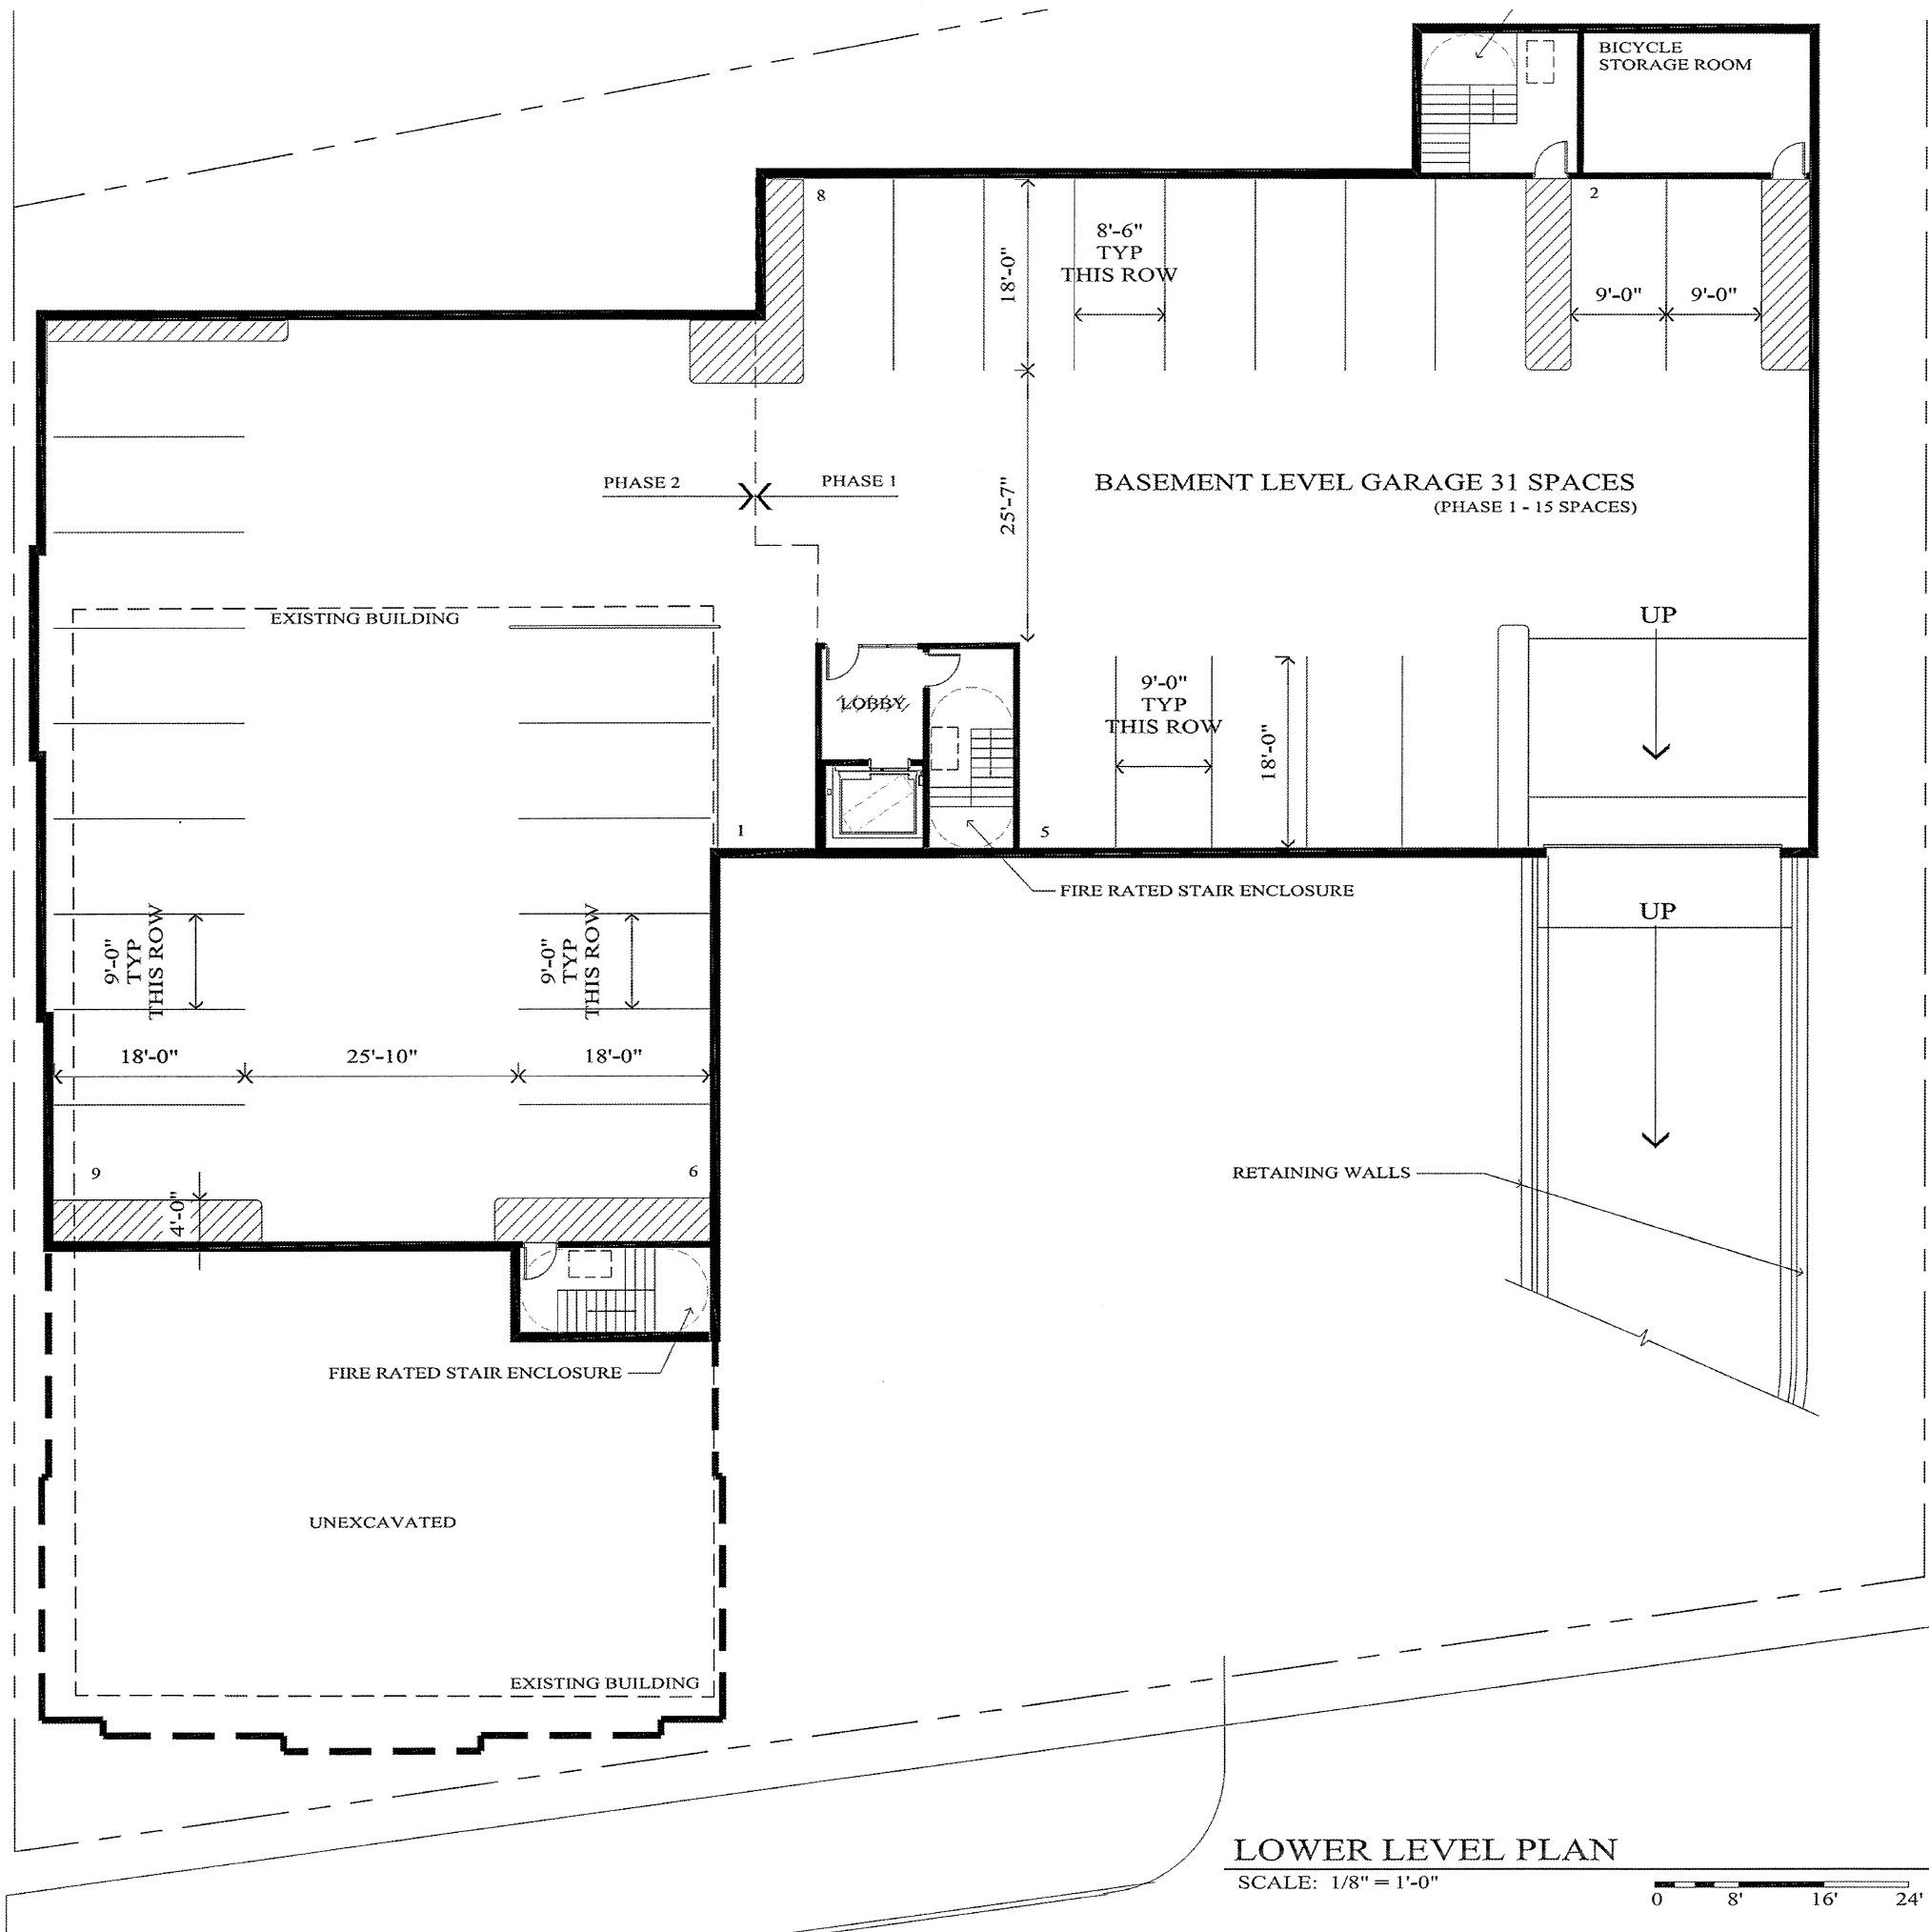 BICYCLE
STORAGE ROOM
8
2
8'-6"
TYP
THIS ROW
18'-0"
9'-0"
9'-0"
PHASE 2
PHASE 1
25'-7"
BASEMENT LEVEL GARAGE 31 SPACES
(PHASE 1 - 15 SPACES)
EXISTING BUILDING
UP
LOBBY
9'-0"
TYP
THIS ROW
18'-0"
1
5
FIRE RATED STAIR ENCLOSURE
UP
9'-0"
TYP
THIS ROW
9'-0"
TYP
THIS ROW
18'-0"
25'-10"
18'-0"
9
6
4'-0"
RETAINING WALLS
FIRE RATED STAIR ENCLOSURE
UNEXCAVATED
EXISTING BUILDING
LOWER LEVEL PLAN
SCALE: 1/8" = 1'-0"
0 8' 16' 24'